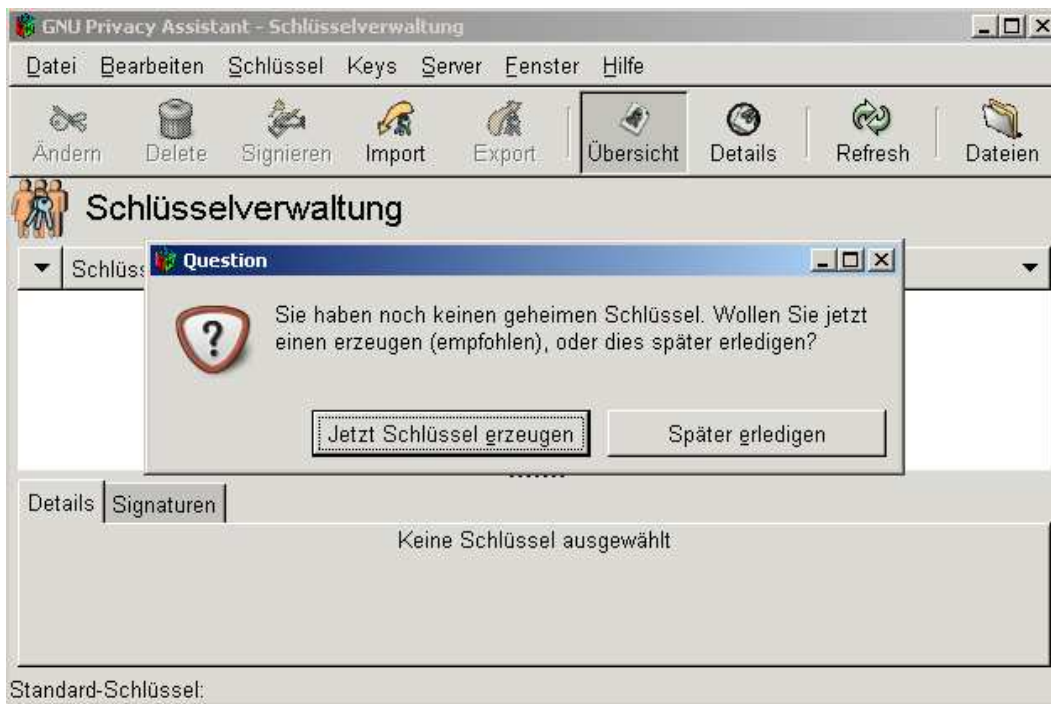 GNU Privacy Assistant - Schlüsselverwaltung
Datei Bearbeiten Schlüssel Keys Server Fenster Hilfe
Ändern Delete Signieren Import Export Übersicht Details Refresh Dateien
Schlüsselverwaltung
Question
Sie haben noch keinen geheimen Schlüssel. Wollen Sie jetzt
einen erzeugen (empfohlen), oder dies später erledigen?
Jetzt Schlüssel erzeugen Später erledigen
Details Signaturen
Keine Schlüssel ausgewählt
Standard-Schlüssel: